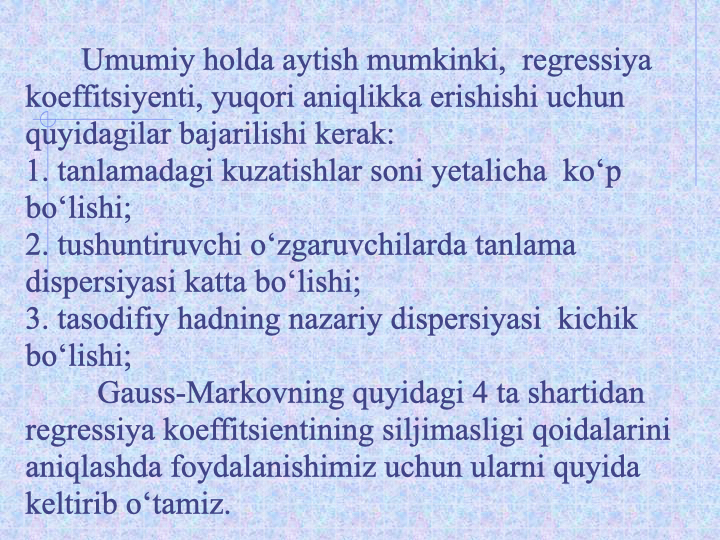 Umumiy holda aytish mumkinki,  regressiya
koeffitsiyenti, yuqori aniqlikka erishishi uchun
quyidagilar bajarilishi kerak:
1. tanlamadagi kuzatishlar soni yetalicha  ko‘p
bo‘lishi;
2. tushuntiruvchi o‘zgaruvchilarda tanlama
dispersiyasi katta bo‘lishi;
3. tasodifiy hadning nazariy dispersiyasi  kichik
bo‘lishi;
Gauss-Markovning quyidagi 4 ta shartidan
regressiya koeffitsientining siljimasligi qoidalarini
aniqlashda foydalanishimiz uchun ularni quyida
keltirib o‘tamiz.